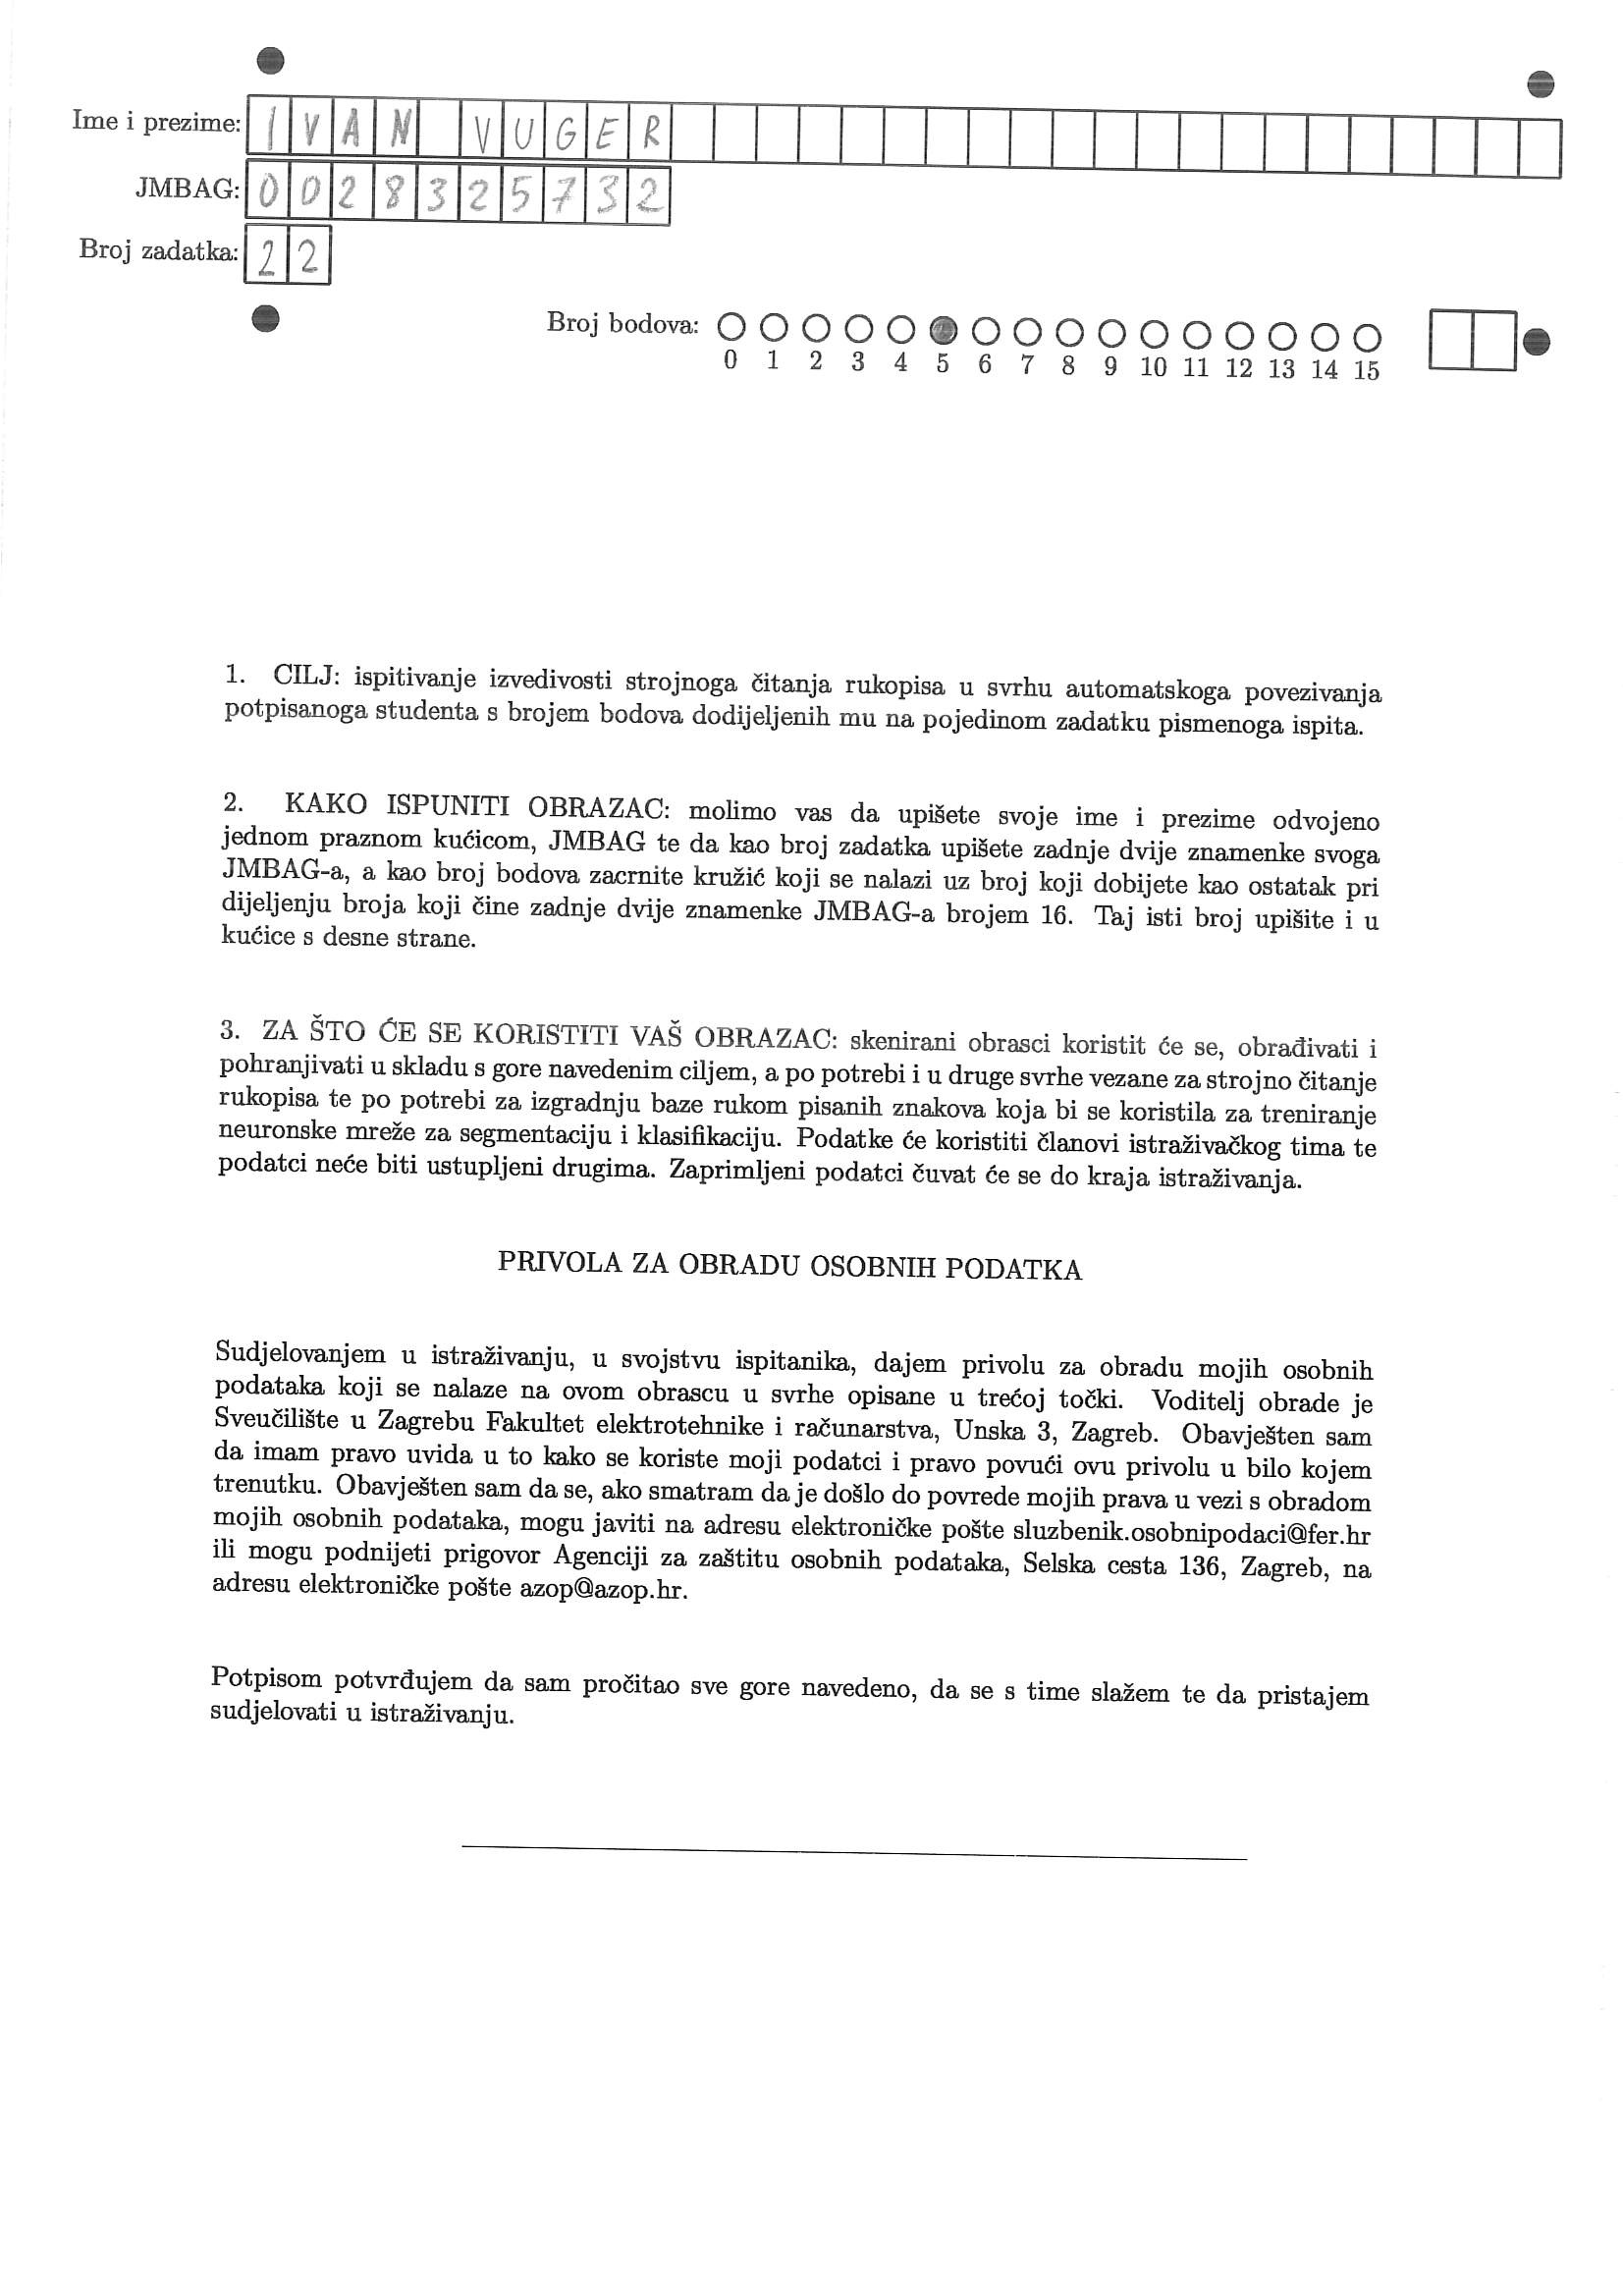 Ime i prezime: IVAN VUGER
JMBAG: 0028325732
Broj zadatka: 22
Broj bodova:
0 1 2 3 4 5 6 7 8 9 10 11 12 13 14 15
1. CILJ: ispitivanje izvedivosti strojnoga čitanja rukopisa u svrhu automatskoga povezivanja
potpisanoga studenta s brojem bodova dodijeljenih mu na pojedinom zadatku pismenoga ispita.
2. KAKO ISPUNITI OBRAZAC: molimo vas da upišete svoje ime i prezime odvojeno
jednom praznom kućicom, JMBAG te da kao broj zadatka upišete zadnje dvije znamenke svoga
JMBAG-a, a kao broj bodova zacrnite kružić koji se nalazi uz broj koji dobijete kao ostatak pri
dijeljenju broja koji čine zadnje dvije znamenke JMBAG-a brojem 16. Taj isti broj upišite i u
kućice s desne strane.
3. ZA ŠTO ĆE SE KORISTITI VAŠ OBRAZAC: skenirani obrasci koristit će se, obrađivati i
pohranjivati u skladu s gore navedenim ciljem, a po potrebi i u druge svrhe vezane za strojno čitanje
rukopisa te po potrebi za izgradnju baze rukom pisanih znakova koja bi se koristila za treniranje
neuronske mreže za segmentaciju i klasifikaciju. Podatke će koristiti članovi istraživačkog tima te
podatci neće biti ustupljeni drugima. Zaprimljeni podatci čuvat će se do kraja istraživanja.
PRIVOLA ZA OBRADU OSOBNIH PODATKA
Sudjelovanjem u istraživanju, u svojstvu ispitanika, dajem privolu za obradu mojih osobnih
podataka koji se nalaze na ovom obrascu u svrhe opisane u trećoj točki. Voditelj obrade je
Sveučilište u Zagrebu Fakultet elektrotehnike i računarstva, Unska 3, Zagreb. Obavješten sam
da imam pravo uvida u to kako se koriste moji podatci i pravo povući ovu privolu u bilo kojem
trenutku. Obavješten sam da se, ako smatram da je došlo do povrede mojih prava u vezi s obradom
mojih osobnih podataka, mogu javiti na adresu elektroničke pošte sluzbenik.osobnipodaci@fer.hr
ili mogu podnijeti prigovor Agenciji za zaštitu osobnih podataka, Selska cesta 136, Zagreb, na
adresu elektroničke pošte azop@azop.hr.
Potpisom potvrđujem da sam pročitao sve gore navedeno, da se s time slažem te da pristajem
sudjelovati u istraživanju.